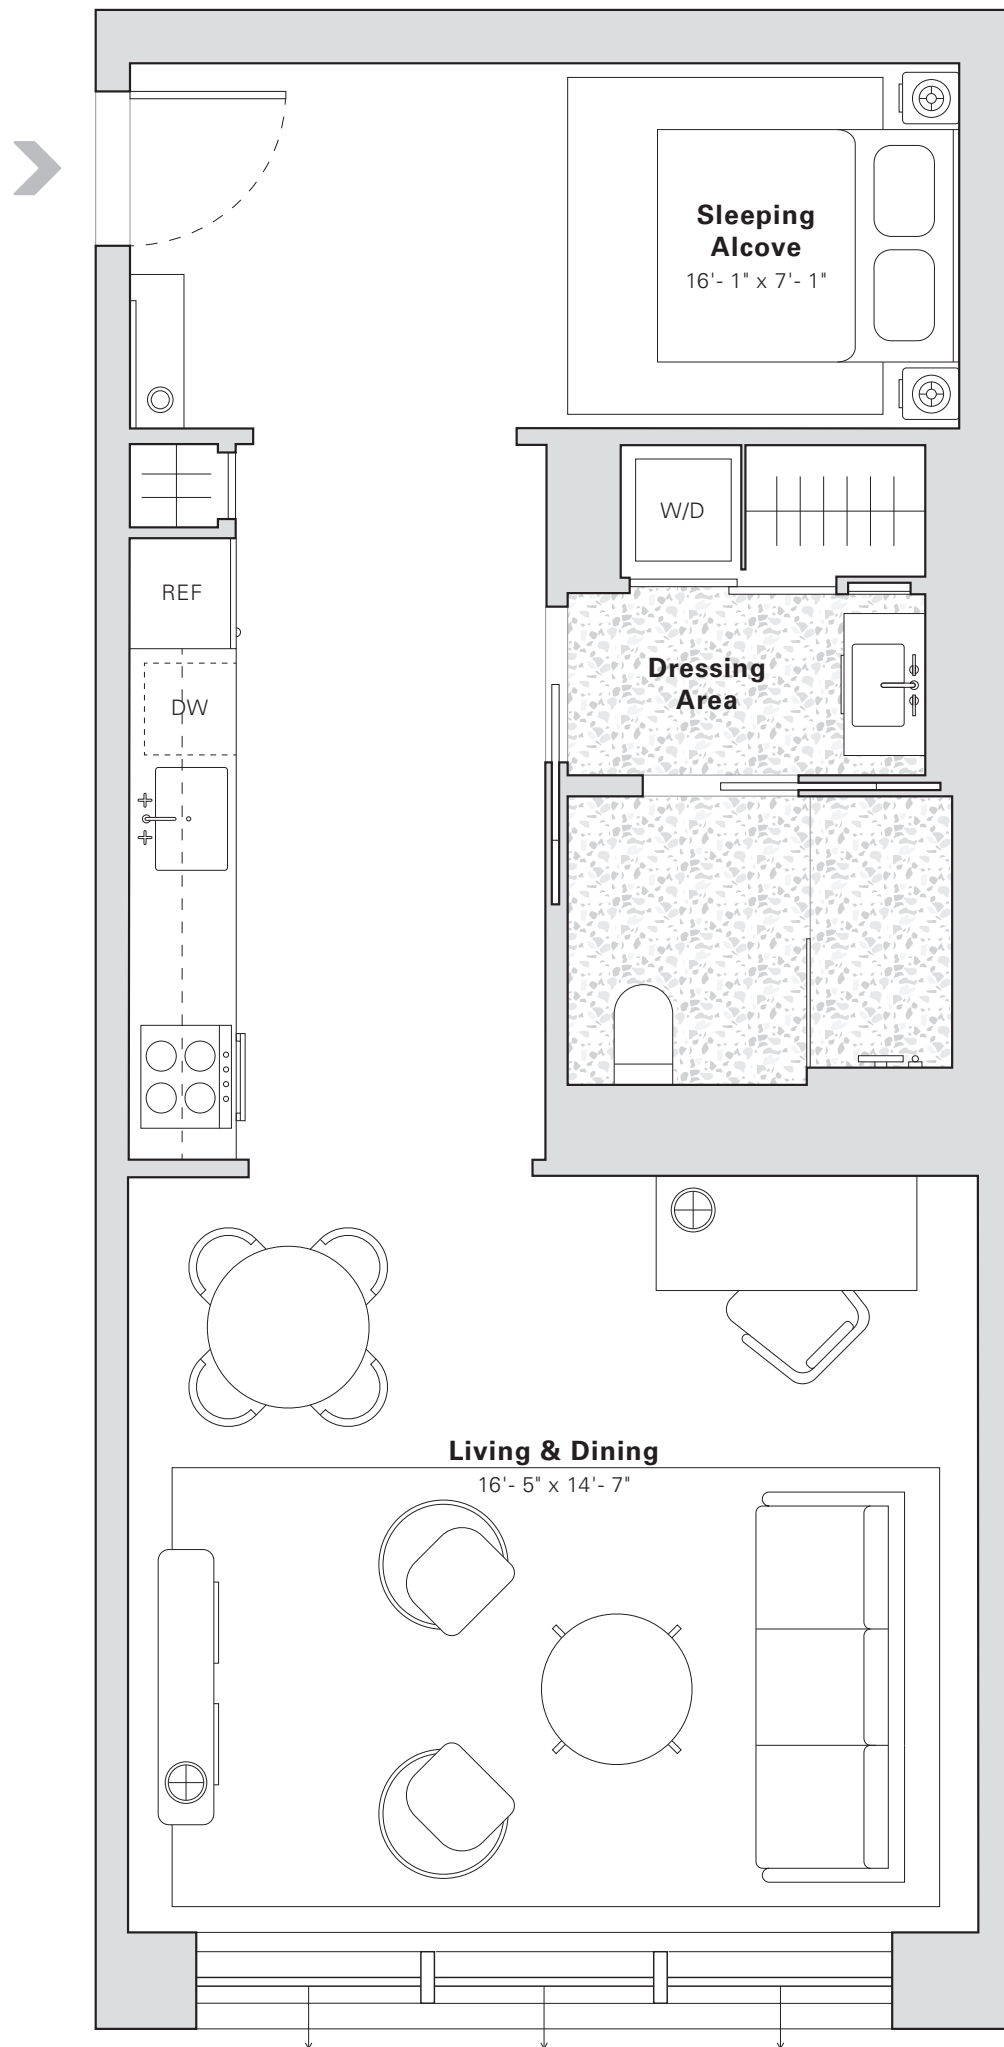 Sleeping
Alcove
16'- 1" x 7'- 1"
W/D
REF
Dressing
Area
DW
Living & Dining
16'- 5" x 14'- 7"